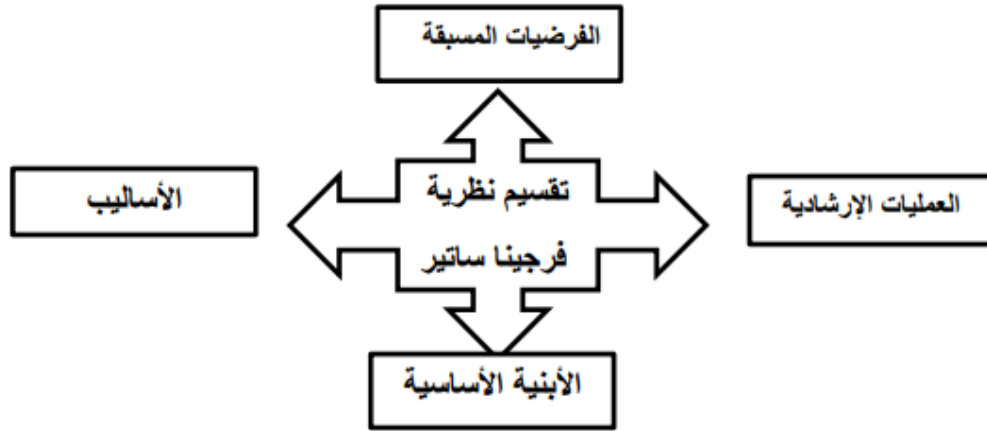 الفرضيات المسبقة
الأساليب
تقسيم نظرية
فرجينا ساتير
العمليات الإرشادية
الأبنية الأساسية